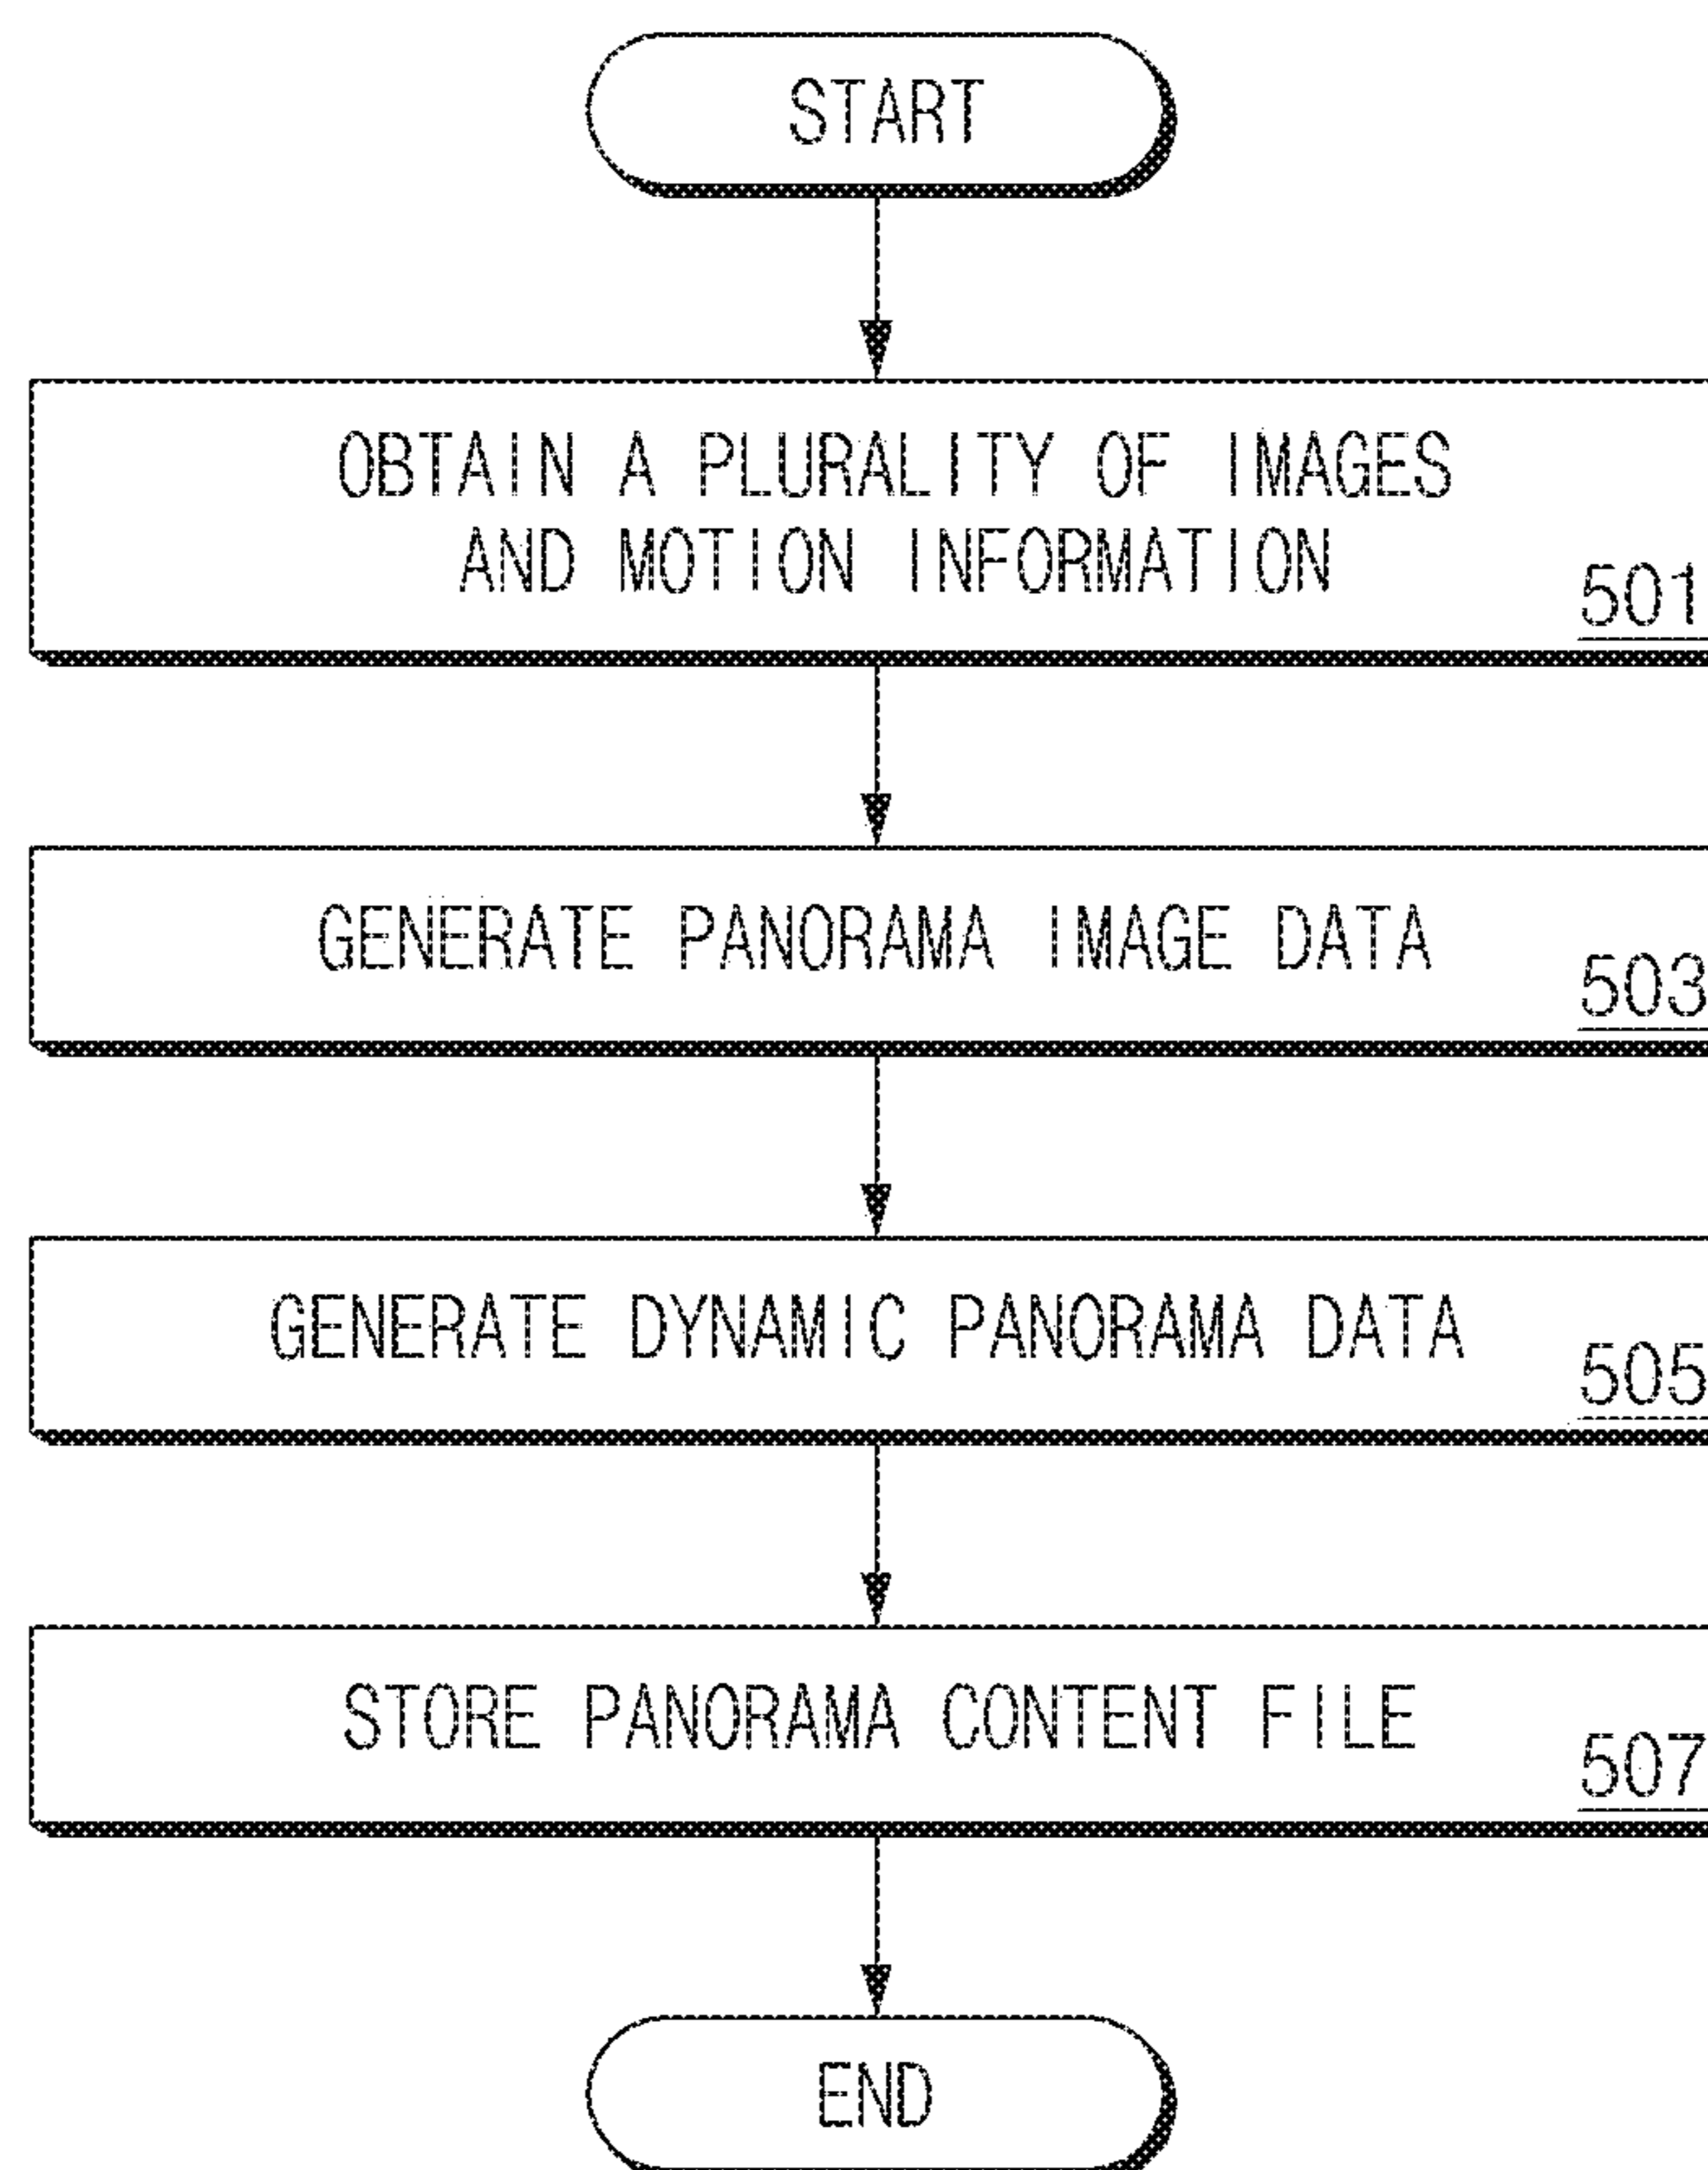 START
OBTAIN A PLURALITY OF IMAGES
AND MOTION INFORMATION
501
GENERATE PANORAMA IMAGE DATA
503
GENERATE DYNAMIC PANORAMA DATA
505
STORE PANORAMA CONTENT FILE
507
END